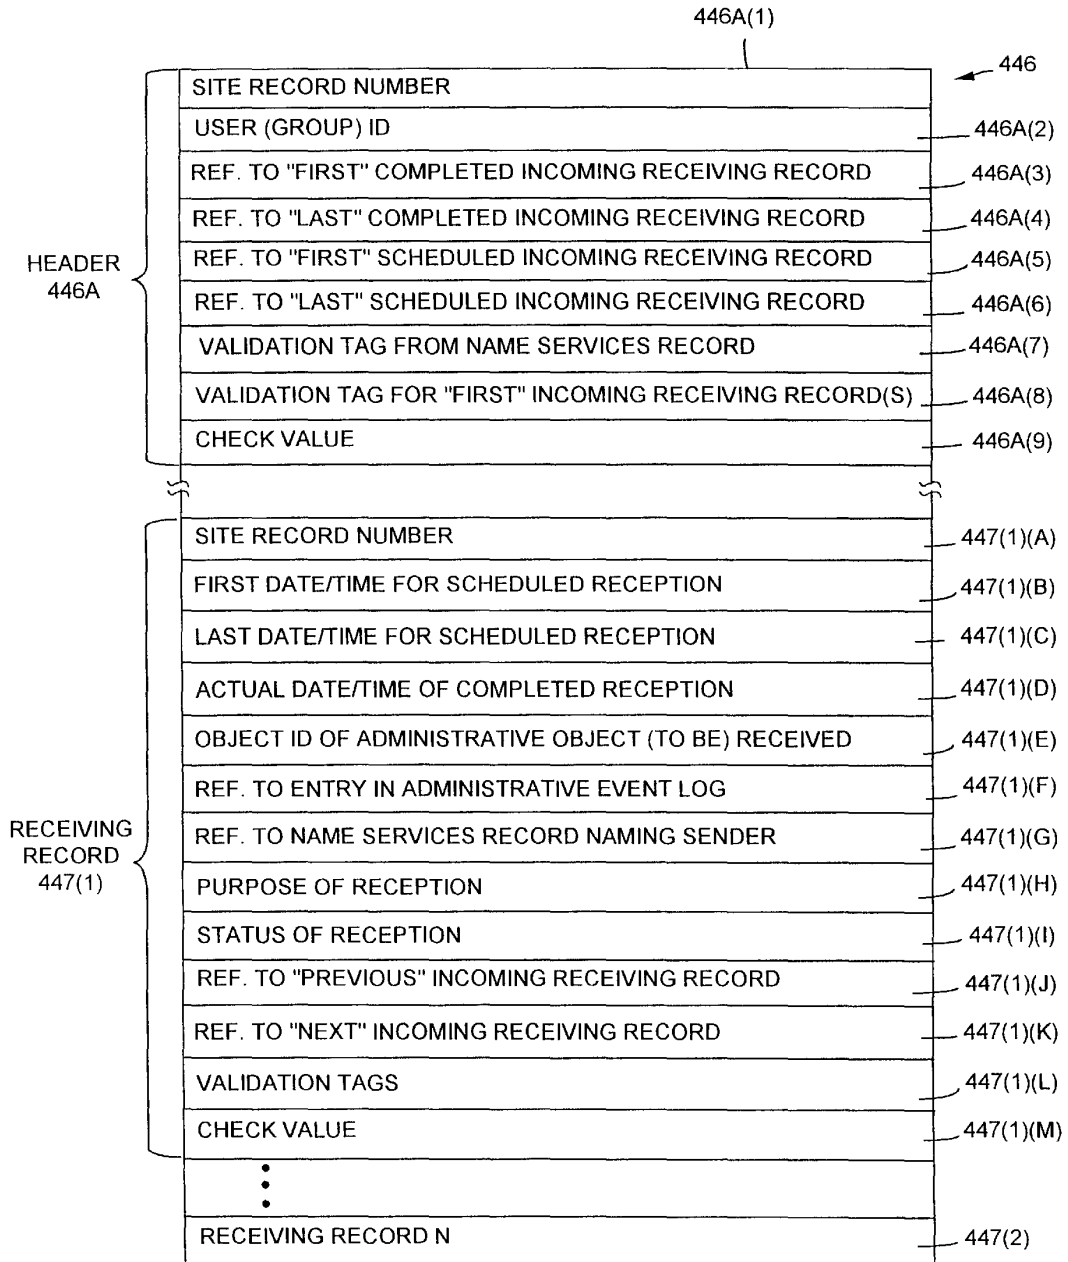 446A(1)
446
SITE RECORD NUMBER
USER (GROUP) ID 446A(2)
REF. TO "FIRST" COMPLETED INCOMING RECEIVING RECORD 446A(3)
REF. TO "LAST" COMPLETED INCOMING RECEIVING RECORD 446A(4)
REF. TO "FIRST" SCHEDULED INCOMING RECEIVING RECORD 446A(5)
HEADER
446A
REF. TO "LAST" SCHEDULED INCOMING RECEIVING RECORD 446A(6)
VALIDATION TAG FROM NAME SERVICES RECORD 446A(7)
VALIDATION TAG FOR "FIRST" INCOMING RECEIVING RECORD(S) 446A(8)
CHECK VALUE 446A(9)
SITE RECORD NUMBER 447(1)(A)
FIRST DATE/TIME FOR SCHEDULED RECEPTION 447(1)(B)
LAST DATE/TIME FOR SCHEDULED RECEPTION 447(1)(C)
ACTUAL DATE/TIME OF COMPLETED RECEPTION 447(1)(D)
OBJECT ID OF ADMINISTRATIVE OBJECT (TO BE) RECEIVED 447(1)(E)
REF. TO ENTRY IN ADMINISTRATIVE EVENT LOG 447(1)(F)
REF. TO NAME SERVICES RECORD NAMING SENDER 447(1)(G)
RECEIVING
RECORD
447(1)
PURPOSE OF RECEPTION 447(1)(H)
STATUS OF RECEPTION 447(1)(I)
REF. TO "PREVIOUS" INCOMING RECEIVING RECORD 447(1)(J)
REF. TO "NEXT" INCOMING RECEIVING RECORD 447(1)(K)
VALIDATION TAGS 447(1)(L)
CHECK VALUE 447(1)(M)
RECEIVING RECORD N 447(2)